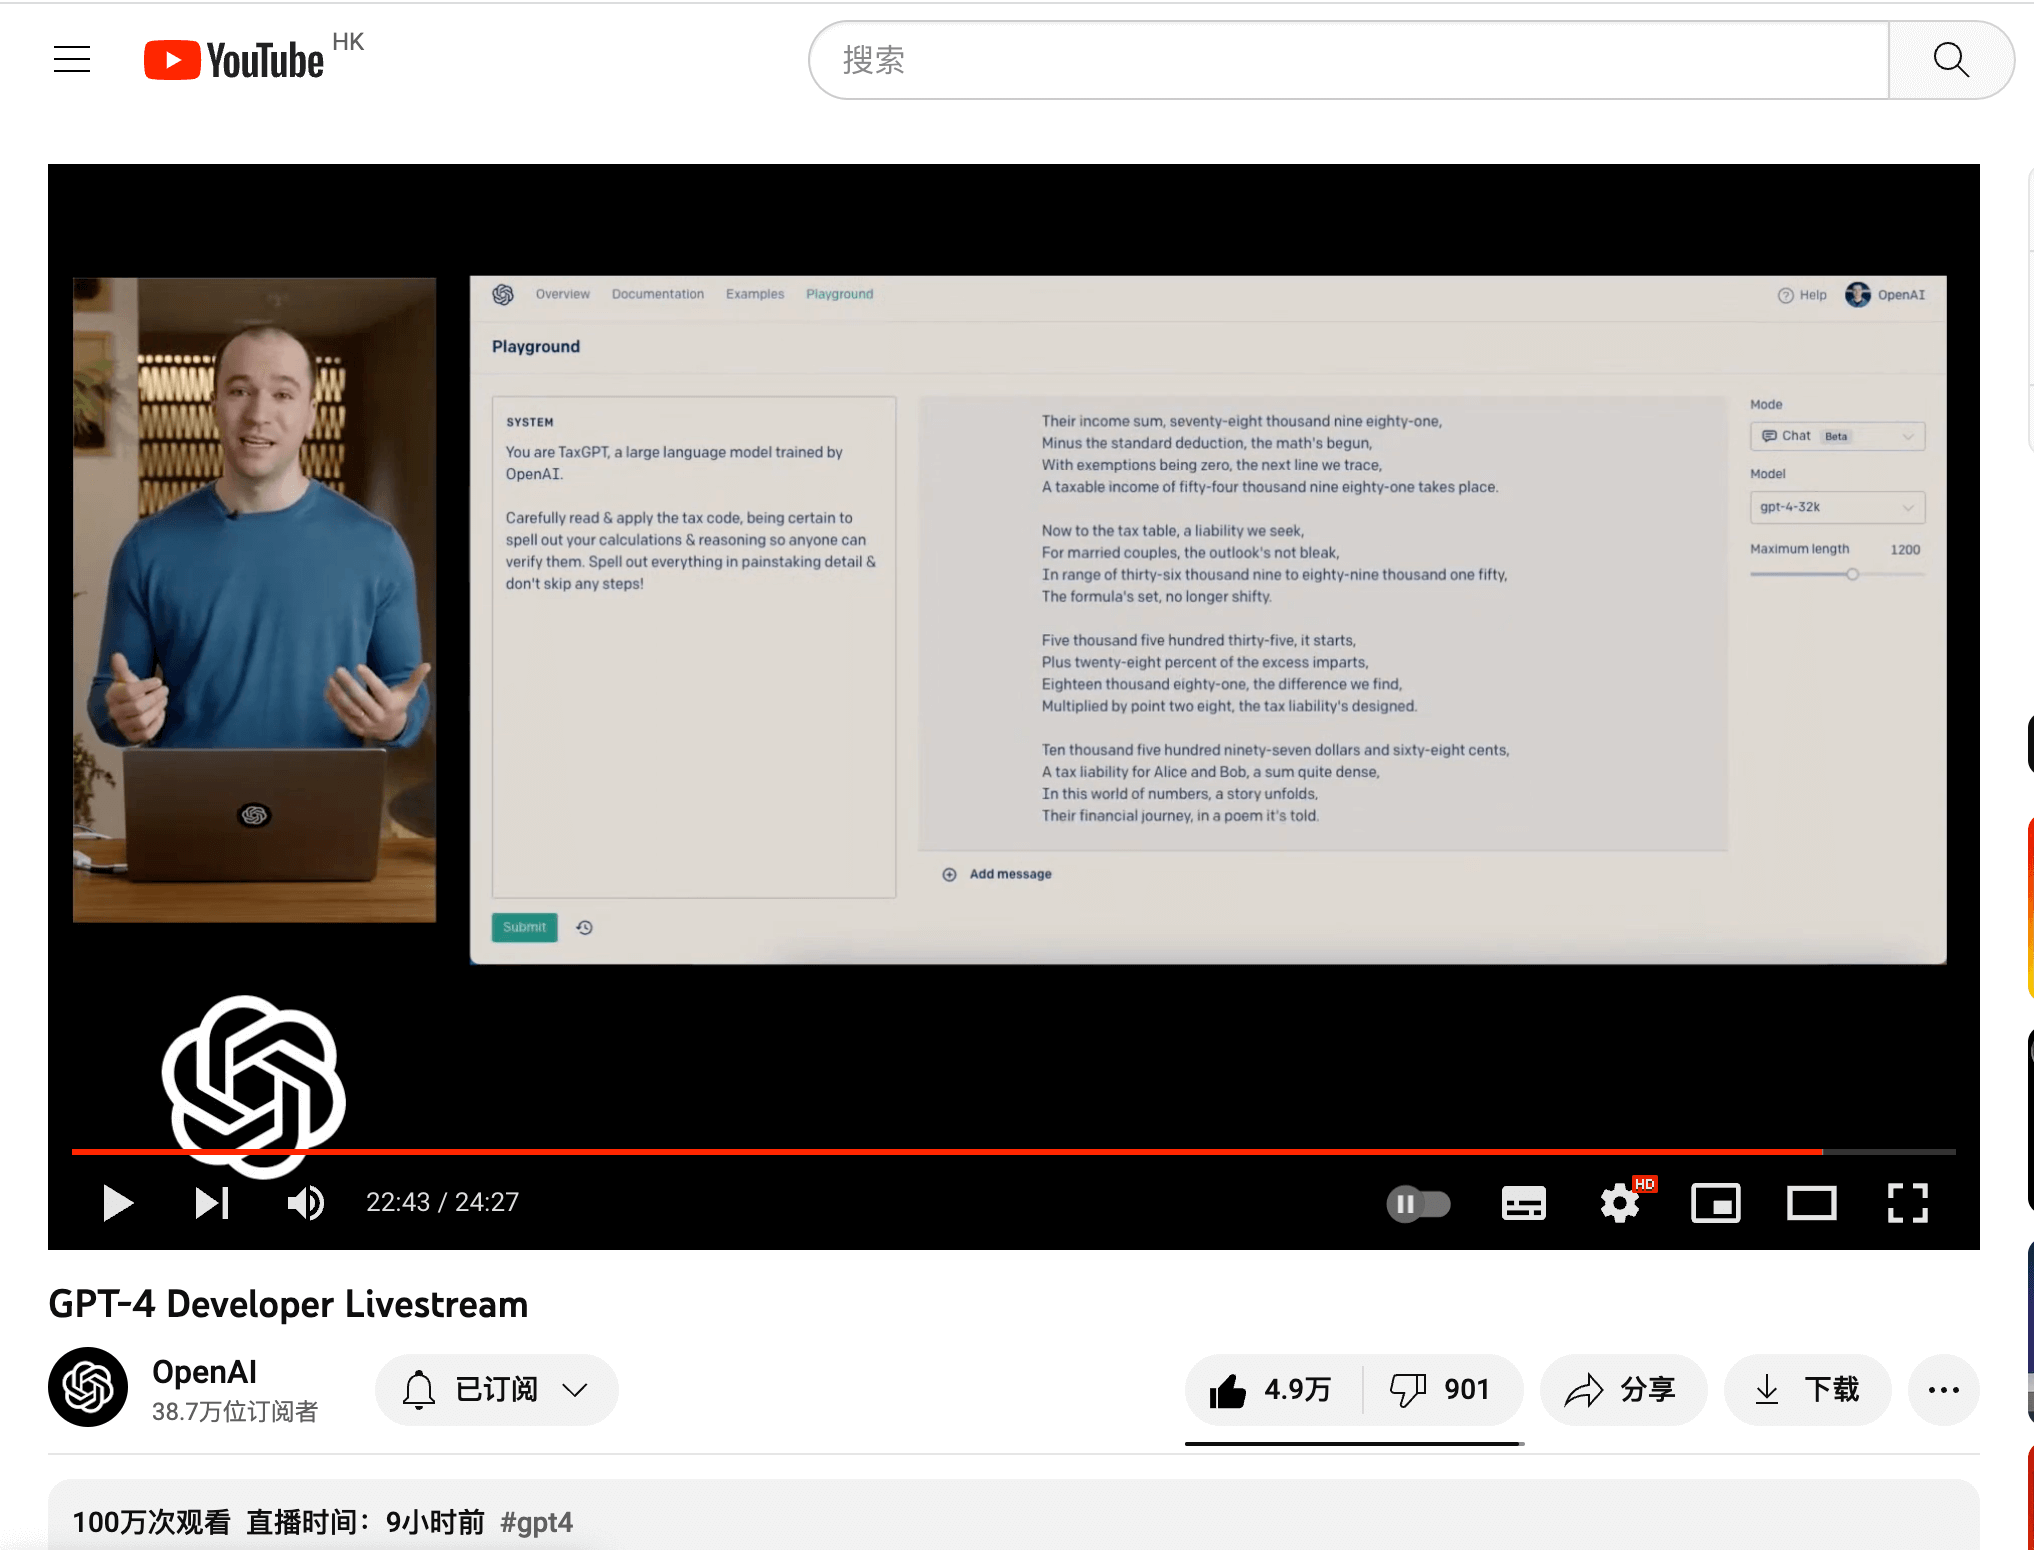 YouTube HK
搜索
Overview Documentation Examples Playground
Help OpenAI
Playground
SYSTEM
You are TaxGPT, a large language model trained by
OpenAI.
Carefully read & apply the tax code, being certain to
spell out your calculations & reasoning so anyone can
verify them. Spell out everything in painstaking detail &
don't skip any steps!
Submit
Their income sum, seventy-eight thousand nine eighty-one,
Minus the standard deduction, the math's begun,
With exemptions being zero, the next line we trace,
A taxable income of fifty-four thousand nine eighty-one takes place.
Now to the tax table, a liability we seek,
For married couples, the outlook's not bleak,
In range of thirty-six thousand nine to eighty-nine thousand one fifty,
The formula's set, no longer shifty.
Five thousand five hundred thirty-five, it starts,
Plus twenty-eight percent of the excess imparts,
Eighteen thousand eighty-one, the difference we find,
Multiplied by point two eight, the tax liability's designed.
Ten thousand five hundred ninety-seven dollars and sixty-eight cents,
A tax liability for Alice and Bob, a sum quite dense,
In this world of numbers, a story unfolds,
Their financial journey, in a poem it's told.
Add message
Mode
Chat Beta
Model
gpt-4-32k
Maximum length 1200
22:43 / 24:27
HD
GPT-4 Developer Livestream
OpenAI
38.7万位订阅者
已订阅
4.9万
901
分享
下载
100万次观看 直播时间：9小时前 #gpt4